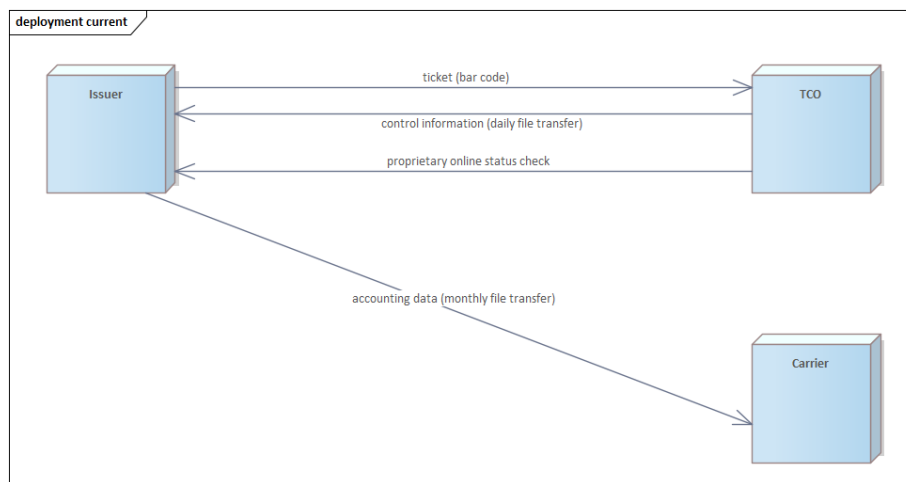 deployment current
Issuer
ticket (bar code)
TCO
control information (daily file transfer)
proprietary online status check
accounting data (monthly file transfer)
Carrier